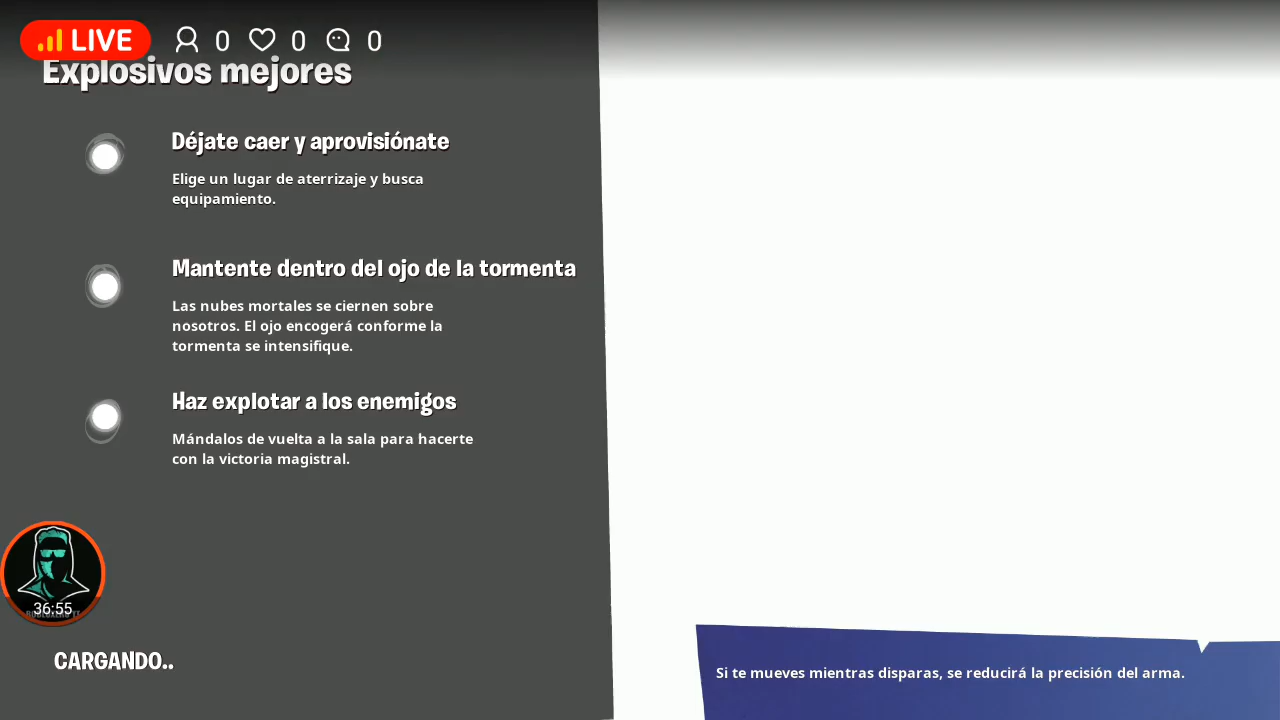 LIVE 0 0 0
Explosivos mejores
Déjate caer y aprovisiónate
Elige un lugar de aterrizaje y busca
equipamiento.
Mantente dentro del ojo de la tormenta
Las nubes mortales se ciernen sobre
nosotros. El ojo encogerá conforme la
tormenta se intensifique.
Haz explotar a los enemigos
Mándalos de vuelta a la sala para hacerte
con la victoria magistral.
36:55
CARGANDO..
Si te mueves mientras disparas, se reducirá la precisión del arma.